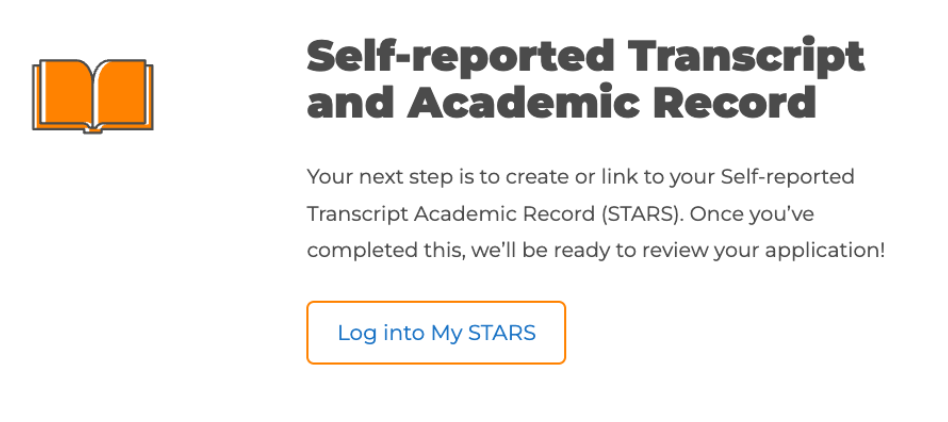 Self-reported Transcript
and Academic Record
Your next step is to create or link to your Self-reported
Transcript Academic Record (STARS). Once you’ve
completed this, we’ll be ready to review your application!
Log into My STARS